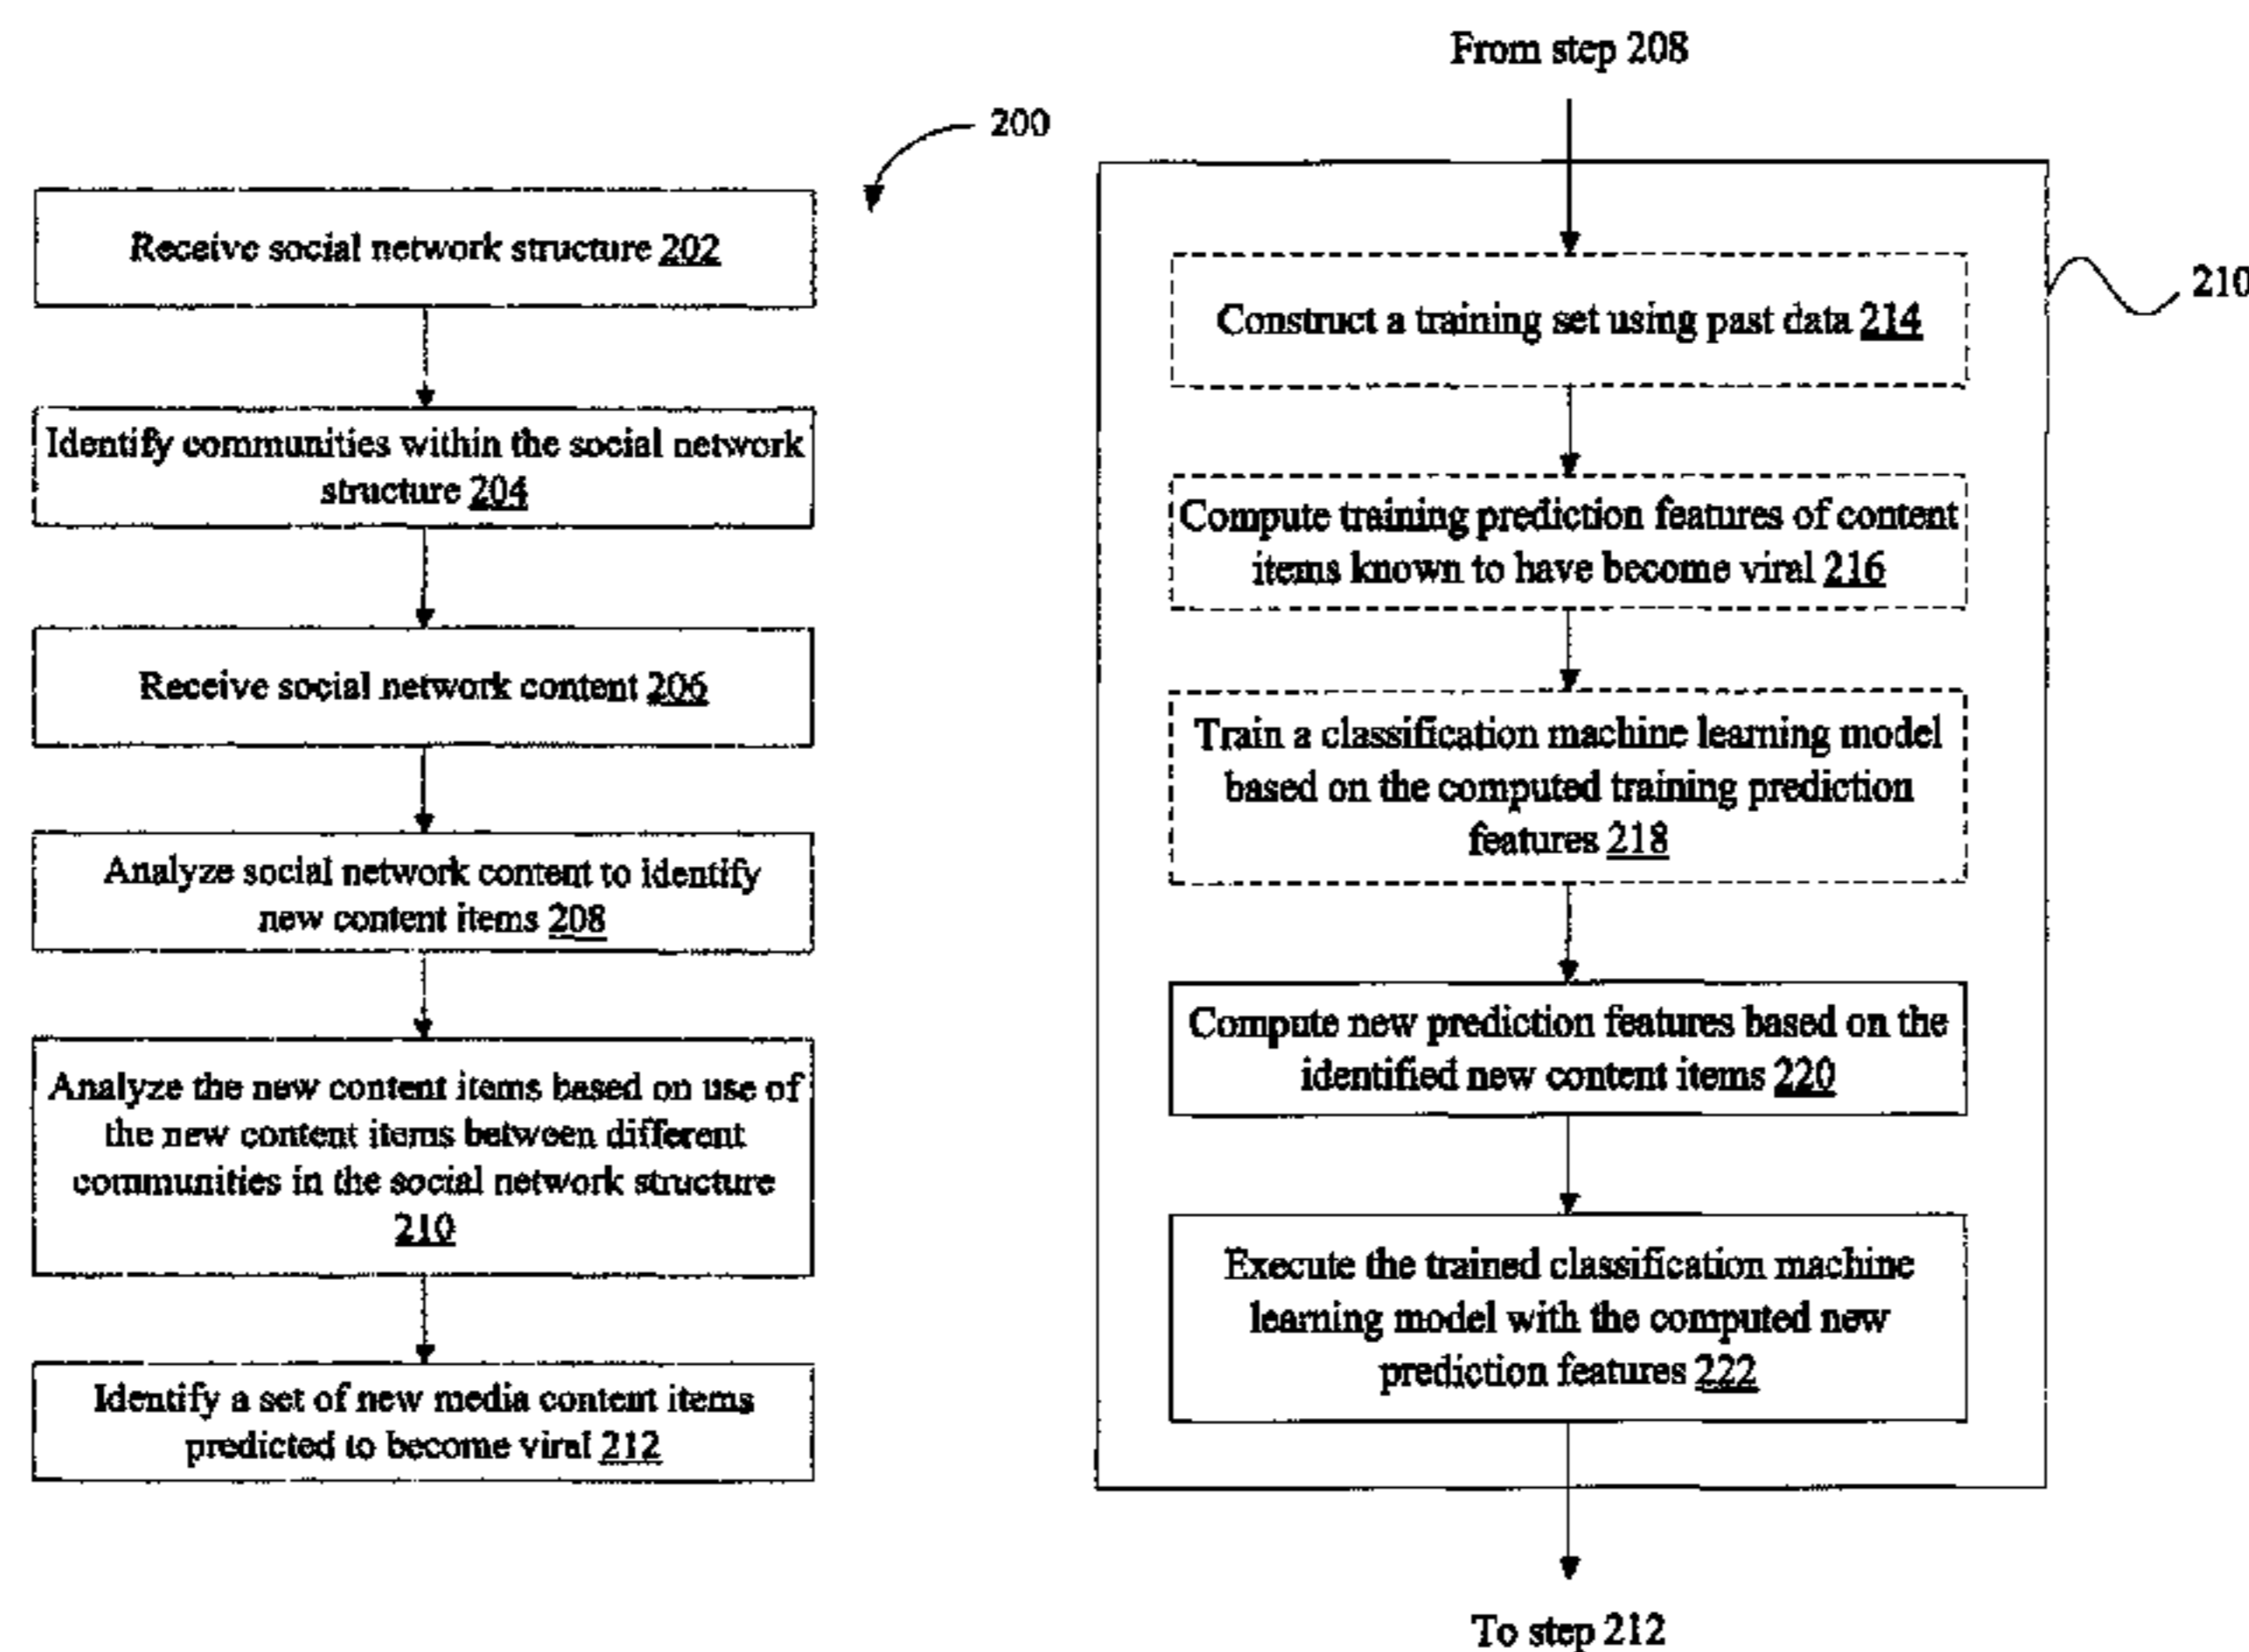 200
Receive social network structure 202
Identify communities within the social network
structure 204
Receive social network content 206
Analyze social network content to identify
new content items 208
Analyze the new content items based on use of
the new content items between different
communities in the social network structure
210
Identify a set of new media content items
predicted to become viral 212
From step 208
210
Construct a training set using past data 214
Compute training prediction features of content
items known to have become viral 216
Train a classification machine learning model
based on the computed training prediction
features 218
Compute new prediction features based on the
identified new content items 220
Execute the trained classification machine
learning model with the computed new
prediction features 222
To step 212